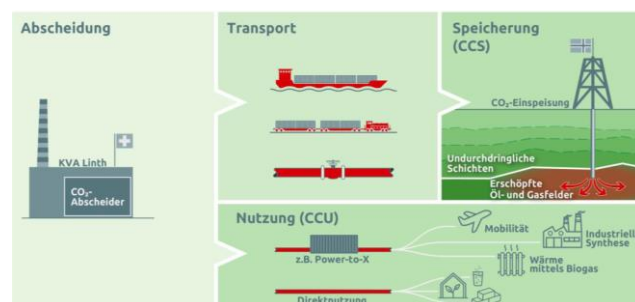 Abscheidung
KVA Linth
CO₂-
Abscheider
Transport
Speicherung
(CCS)
CO₂-Einspeisung
Undurchdringliche
Schichten
Erschöpfte
Öl- und Gasfelder
Nutzung (CCU)
z.B. Power-to-X
Direktnutzung
Mobilität
Industriell
Synthese
Wärme
mittels Biogas